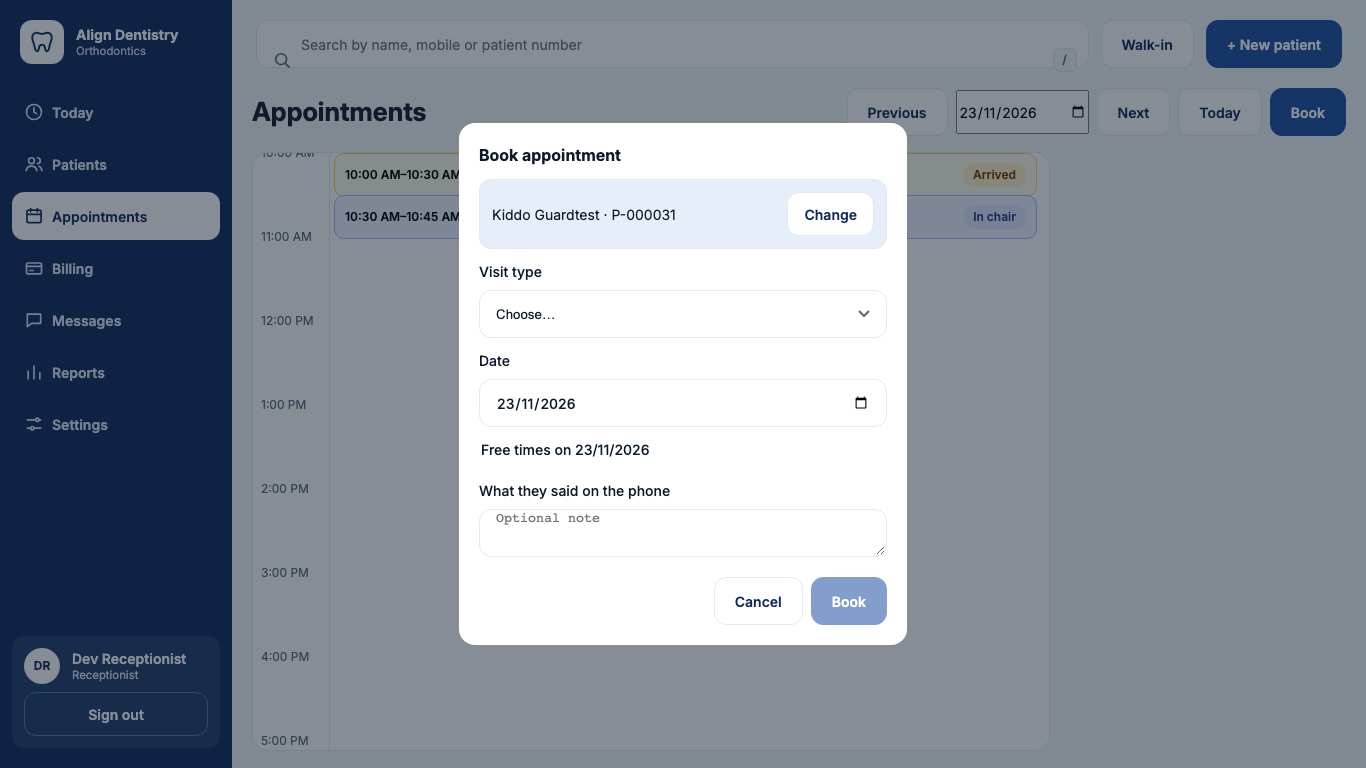 Align Dentistry
Orthodontics
Today
Patients
Appointments
Billing
Messages
Reports
Settings
DR
Dev Receptionist
Receptionist
Sign out
Search by name, mobile or patient number
/
Walk-in
+ New patient
Appointments
Previous
23/11/2026
Next
Today
Book
10:00 AM
10:00 AM–10:30 AM
Arrived
10:30 AM–10:45 AM
In chair
11:00 AM
12:00 PM
1:00 PM
2:00 PM
3:00 PM
4:00 PM
5:00 PM
Book appointment
Kiddo Guardtest · P-000031
Change
Visit type
Choose...
Date
23/11/2026
Free times on 23/11/2026
What they said on the phone
Optional note
Cancel
Book